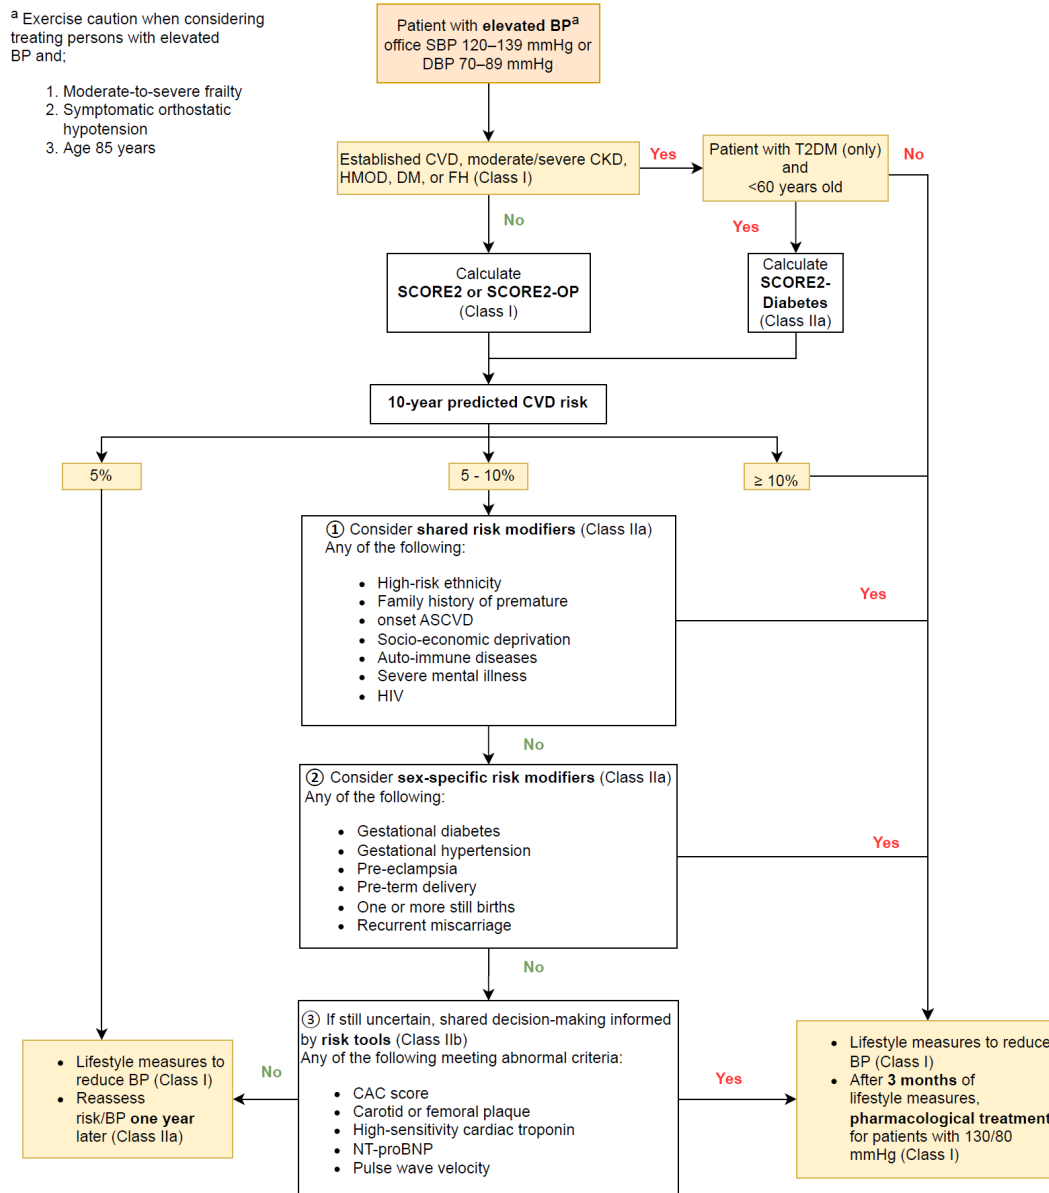 a Exercise caution when considering
treating persons with elevated
BP and;
1. Moderate-to-severe frailty
2. Symptomatic orthostatic
hypotension
3. Age 85 years
Patient with elevated BPa
office SBP 120–139 mmHg or
DBP 70–89 mmHg
Established CVD, moderate/severe CKD,
HMOD, DM, or FH (Class I)
Yes
Patient with T2DM (only)
and
<60 years old
No
No
Yes
Calculate
SCORE2 or SCORE2-OP
(Class I)
Calculate
SCORE2-
Diabetes
(Class IIa)
10-year predicted CVD risk
5%
5 - 10%
≥ 10%
① Consider shared risk modifiers (Class IIa)
Any of the following:
• High-risk ethnicity
• Family history of premature
• onset ASCVD
• Socio-economic deprivation
• Auto-immune diseases
• Severe mental illness
• HIV
Yes
No
② Consider sex-specific risk modifiers (Class IIa)
Any of the following:
• Gestational diabetes
• Gestational hypertension
• Pre-eclampsia
• Pre-term delivery
• One or more still births
• Recurrent miscarriage
Yes
No
③ If still uncertain, shared decision-making informed
by risk tools (Class IIb)
Any of the following meeting abnormal criteria:
• CAC score
• Carotid or femoral plaque
• High-sensitivity cardiac troponin
• NT-proBNP
• Pulse wave velocity
No
Yes
• Lifestyle measures to
reduce BP (Class I)
• Reassess
risk/BP one year
later (Class IIa)
• Lifestyle measures to reduce
BP (Class I)
• After 3 months of
lifestyle measures,
pharmacological treatment
for patients with 130/80
mmHg (Class I)